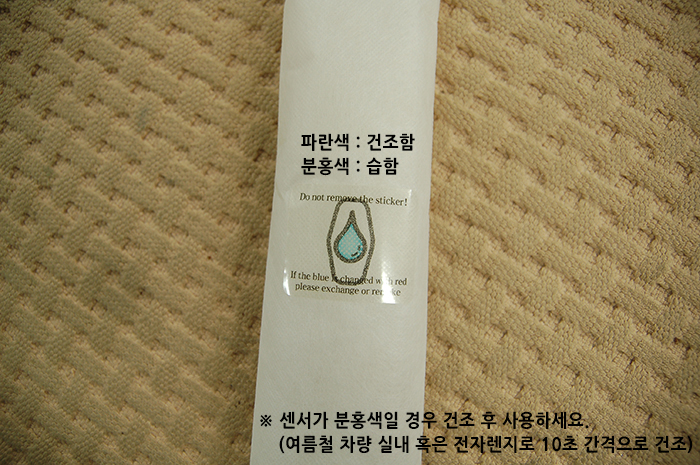 파란색 : 건조함
분홍색 : 습함
Do not remove the sticker!
If the blue is changed with red
please exchange or remake
※ 센서가 분홍색일 경우 건조 후 사용하세요.
(여름철 차량 실내 혹은 전자렌지로 10초 간격으로 건조)